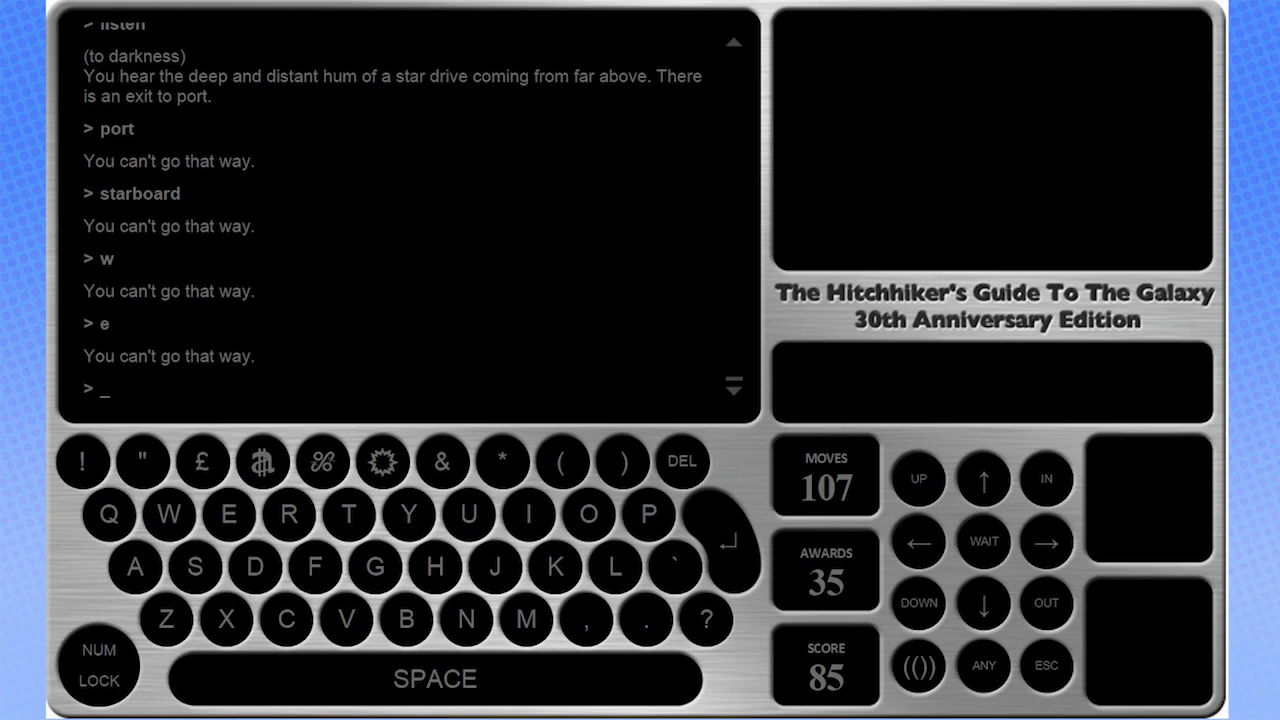 > listen
(to darkness)
You hear the deep and distant hum of a star drive coming from far above. There
is an exit to port.
> port
You can't go that way.
> starboard
You can't go that way.
> w
You can't go that way.
> e
You can't go that way.
> _
The Hitchhiker's Guide To The Galaxy
30th Anniversary Edition
! " £ & * ( ) DEL
Q W E R T Y U I O P
A S D F G H J K L `
Z X C V B N M , . ?
NUM
LOCK
SPACE
MOVES
107
AWARDS
35
SCORE
85
UP ↑ IN
← WAIT →
DOWN ↓ OUT
(()) ANY ESC